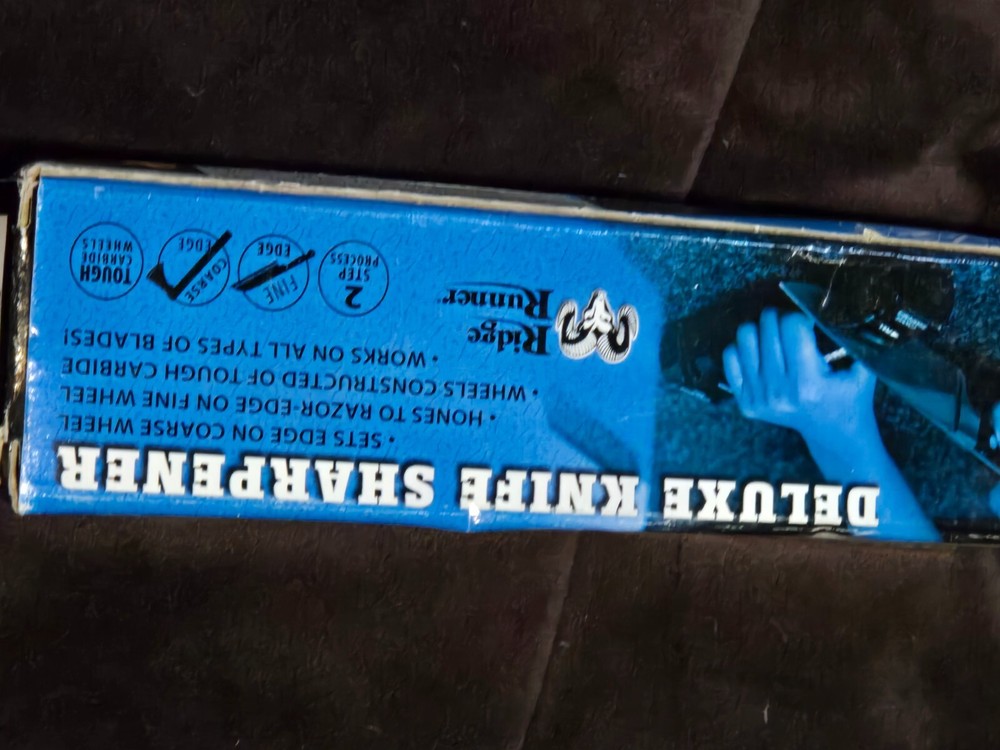 DELUXE KNIFE SHARPENER
• SETS EDGE ON COARSE WHEEL
• HONES TO RAZOR-EDGE ON FINE WHEEL
• WHEELS CONSTRUCTED OF TOUGH CARBIDE
• WORKS ON ALL TYPES OF BLADES!
Ridge
Runner
2
STEP
PROCESS
FINE
EDGE
COARSE
EDGE
TOUGH
CARBIDE
WHEELS